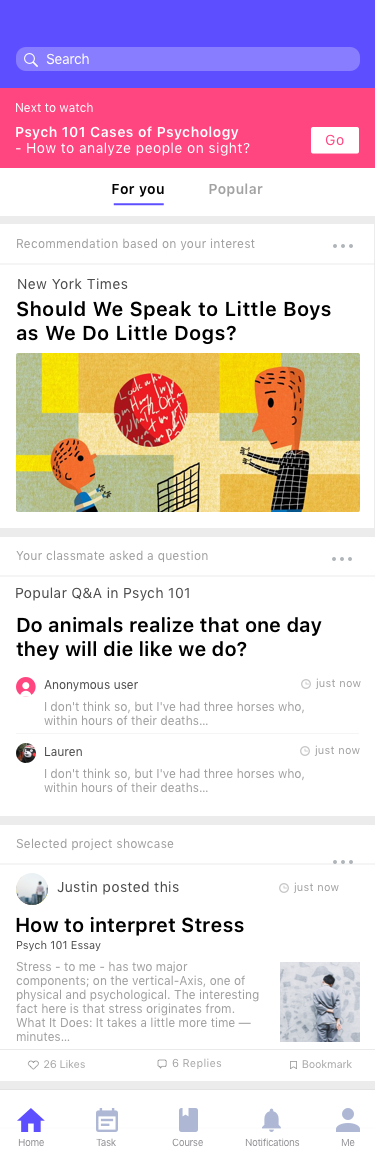 Search
Next to watch
Psych 101 Cases of Psychology
- How to analyze people on sight?
Go
For you
Popular
Recommendation based on your interest
New York Times
Should We Speak to Little Boys
as We Do Little Dogs?
Your classmate asked a question
Popular Q&A in Psych 101
Do animals realize that one day
they will die like we do?
Anonymous user
just now
I don't think so, but I've had three horses who,
within hours of their deaths...
Lauren
just now
I don't think so, but I've had three horses who,
within hours of their deaths...
Selected project showcase
Justin posted this
just now
How to interpret Stress
Psych 101 Essay
Stress - to me - has two major
components; on the vertical-Axis, one of
physical and psychological. The interesting
fact here is that stress originates from.
What It Does: It takes a little more time —
minutes...
26 Likes
6 Replies
Bookmark
Home
Task
Course
Notifications
Me